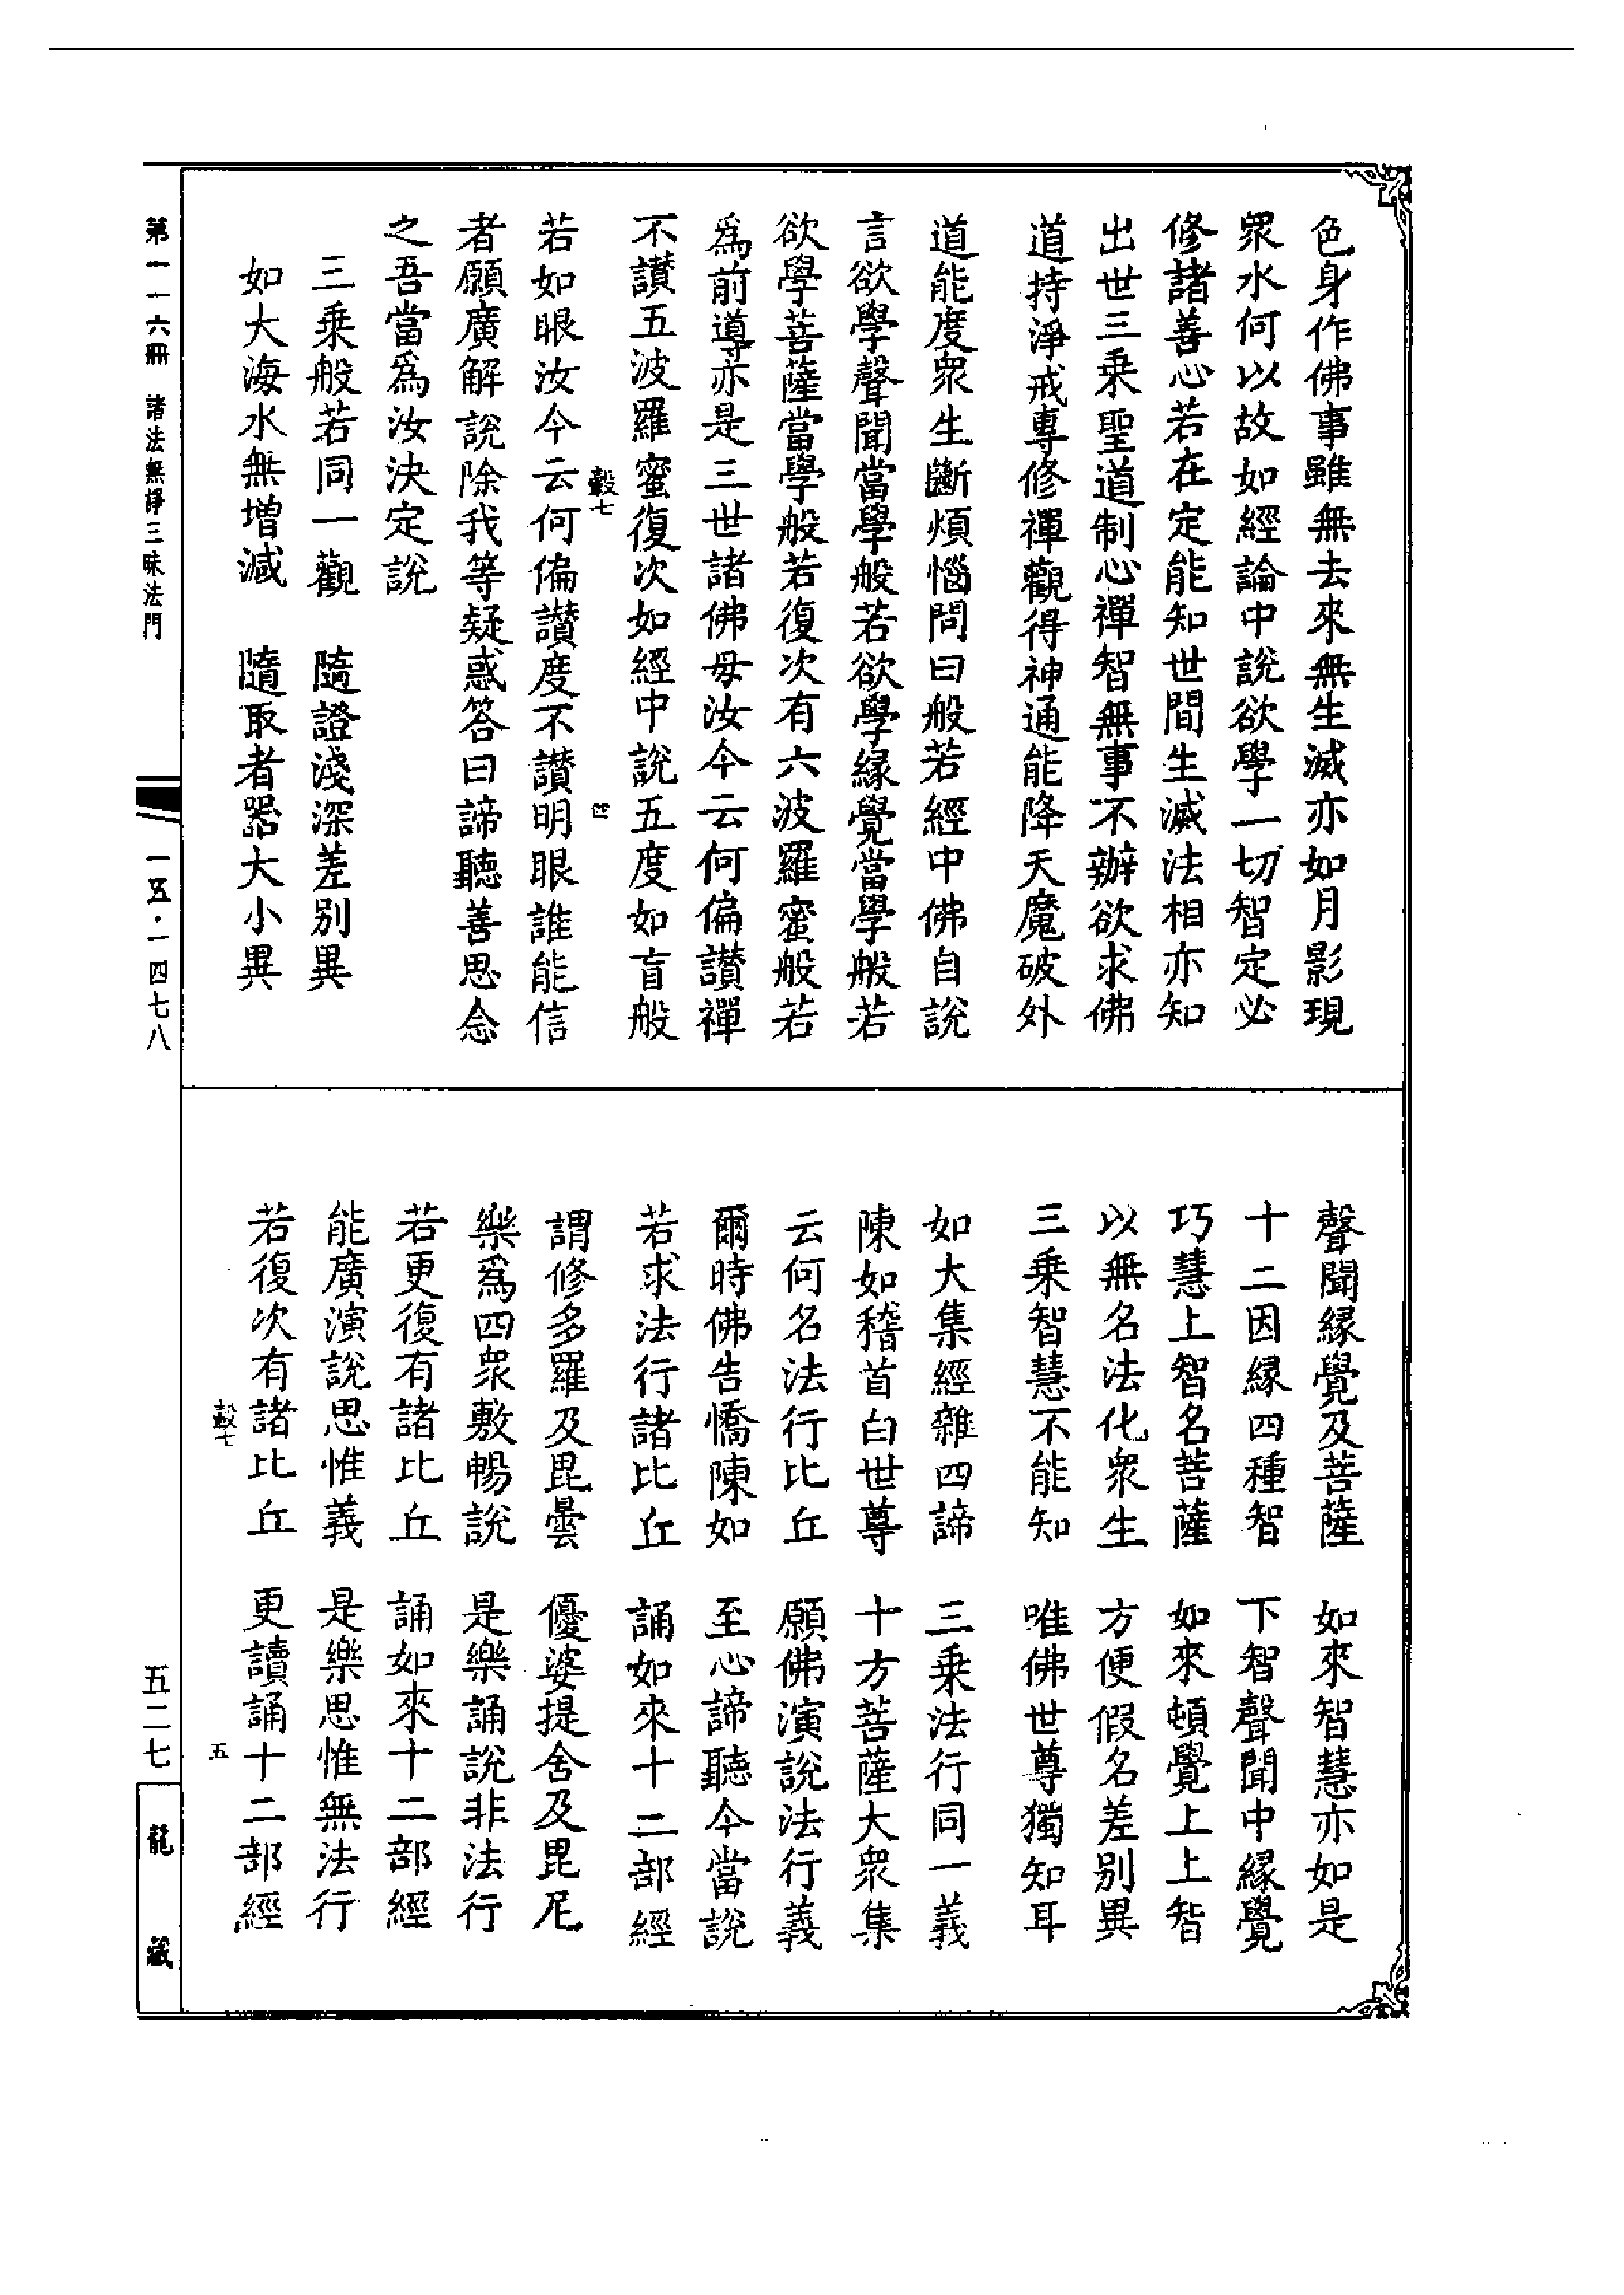 色身作佛事雖無去來無生滅亦如月影現
眾水何以故如經論中說欲學一切智定必
修諸善心若在定能知世間生滅法相亦知
出世三乘聖道制心禪智無事不辦欲求佛
道持淨戒專修禪觀得神通能降天魔破外
道能度眾生斷煩惱問曰般若經中佛自說
言欲學聲聞當學般若欲學緣覺當學般若
欲學菩薩當學般若復次有六波羅蜜般若
為前導亦是三世諸佛母汝今云何偏讚禪
不讚五波羅蜜復次如經中說五度如盲般
縠七
四
若如眼汝今云何偏讚度不讚明眼誰能信
者願廣解說除我等疑惑答曰諦聽善思念
之吾當為汝決定說
三乘般若同一觀　隨證淺深差別異
如大海水無增減　隨取者器大小異
聲聞緣覺及菩薩　如來智慧亦如是
十二因緣四種智　下智聲聞中緣覺
巧慧上智名菩薩　如來頓覺上上智
以無名法化眾生　方便假名差別異
三乘智慧不能知　唯佛世尊獨知耳
如大集經雜四諦　三乘法行同一義
陳如稽首白世尊　十方菩薩大眾集
云何名法行比丘　願佛演說法行義
爾時佛告憍陳如　至心諦聽今當說
若求法行諸比丘　誦如來十二部經
謂修多羅及毘曇　優婆提舍及毘尼
樂為四眾敷暢說　是樂誦說非法行
若更復有諸比丘　誦如來十二部經
能廣演說思惟義　是樂思惟無法行
若復次有諸比丘　更讀誦十二部經
縠七
五
第一一六冊　諸法無諍三昧法門
一五·一四七八
五二七
龍藏